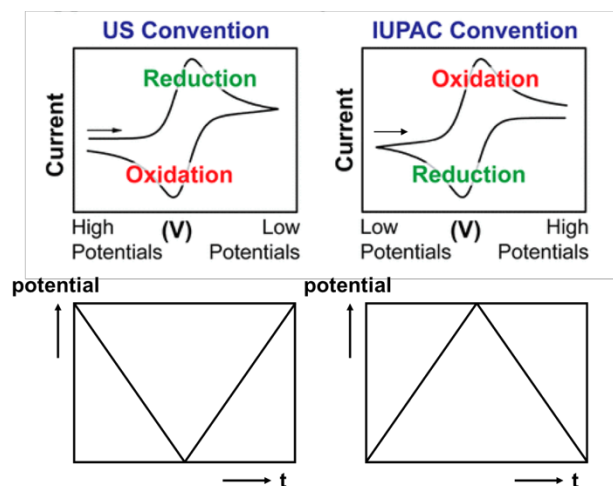 US Convention
IUPAC Convention
Current
Reduction
Oxidation
High
Potentials
(V)
Low
Potentials
Current
Oxidation
Reduction
Low
Potentials
(V)
High
Potentials
potential
t
potential
t